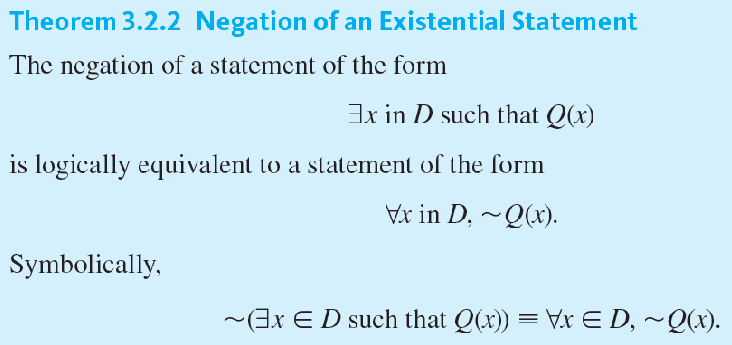 Theorem 3.2.2 Negation of an Existential Statement
The negation of a statement of the form
∃x in D such that Q(x)
is logically equivalent to a statement of the form
∀x in D, ~Q(x).
Symbolically,
~(∃x ∈ D such that Q(x)) ≡ ∀x ∈ D, ~Q(x).